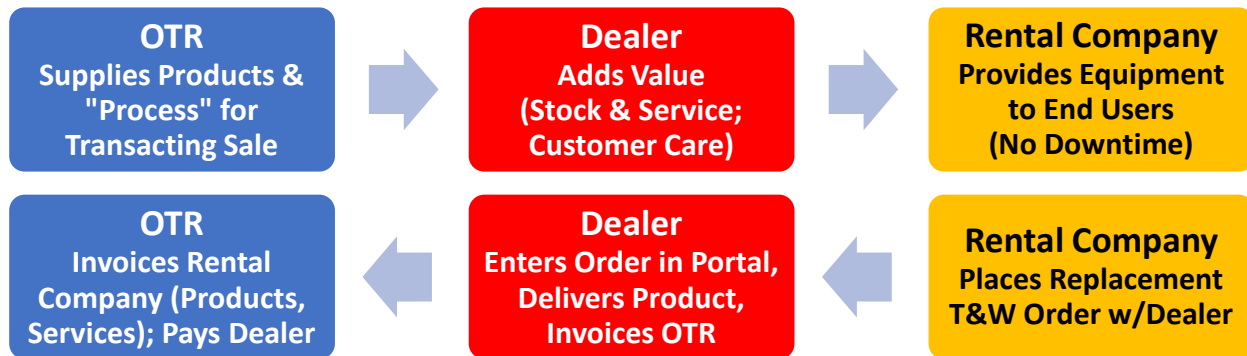 OTR
Supplies Products &
"Process" for
Transacting Sale
Dealer
Adds Value
(Stock & Service;
Customer Care)
Rental Company
Provides Equipment
to End Users
(No Downtime)
OTR
Invoices Rental
Company (Products,
Services); Pays Dealer
Dealer
Enters Order in Portal,
Delivers Product,
Invoices OTR
Rental Company
Places Replacement
T&W Order w/Dealer